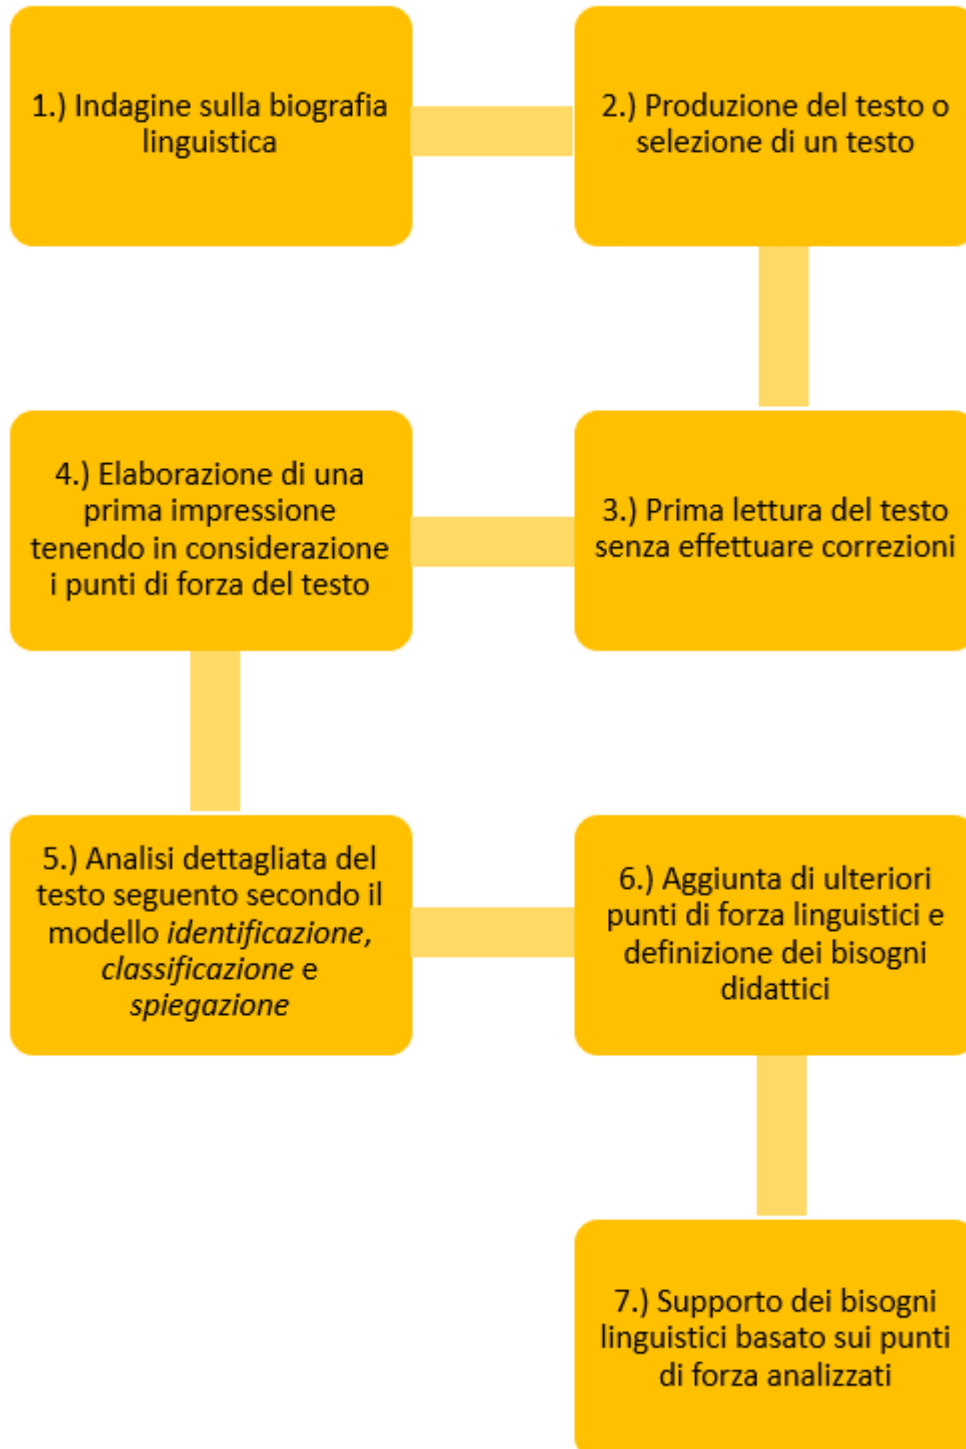 1.) Indagine sulla biografia
linguistica
2.) Produzione del testo o
selezione di un testo
3.) Prima lettura del testo
senza effettuare correzioni
4.) Elaborazione di una
prima impressione
tenendo in considerazione
i punti di forza del testo
5.) Analisi dettagliata del
testo seguento secondo il
modello identificazione,
classificazione e
spiegazione
6.) Aggiunta di ulteriori
punti di forza linguistici e
definizione dei bisogni
didattici
7.) Supporto dei bisogni
linguistici basato sui punti
di forza analizzati